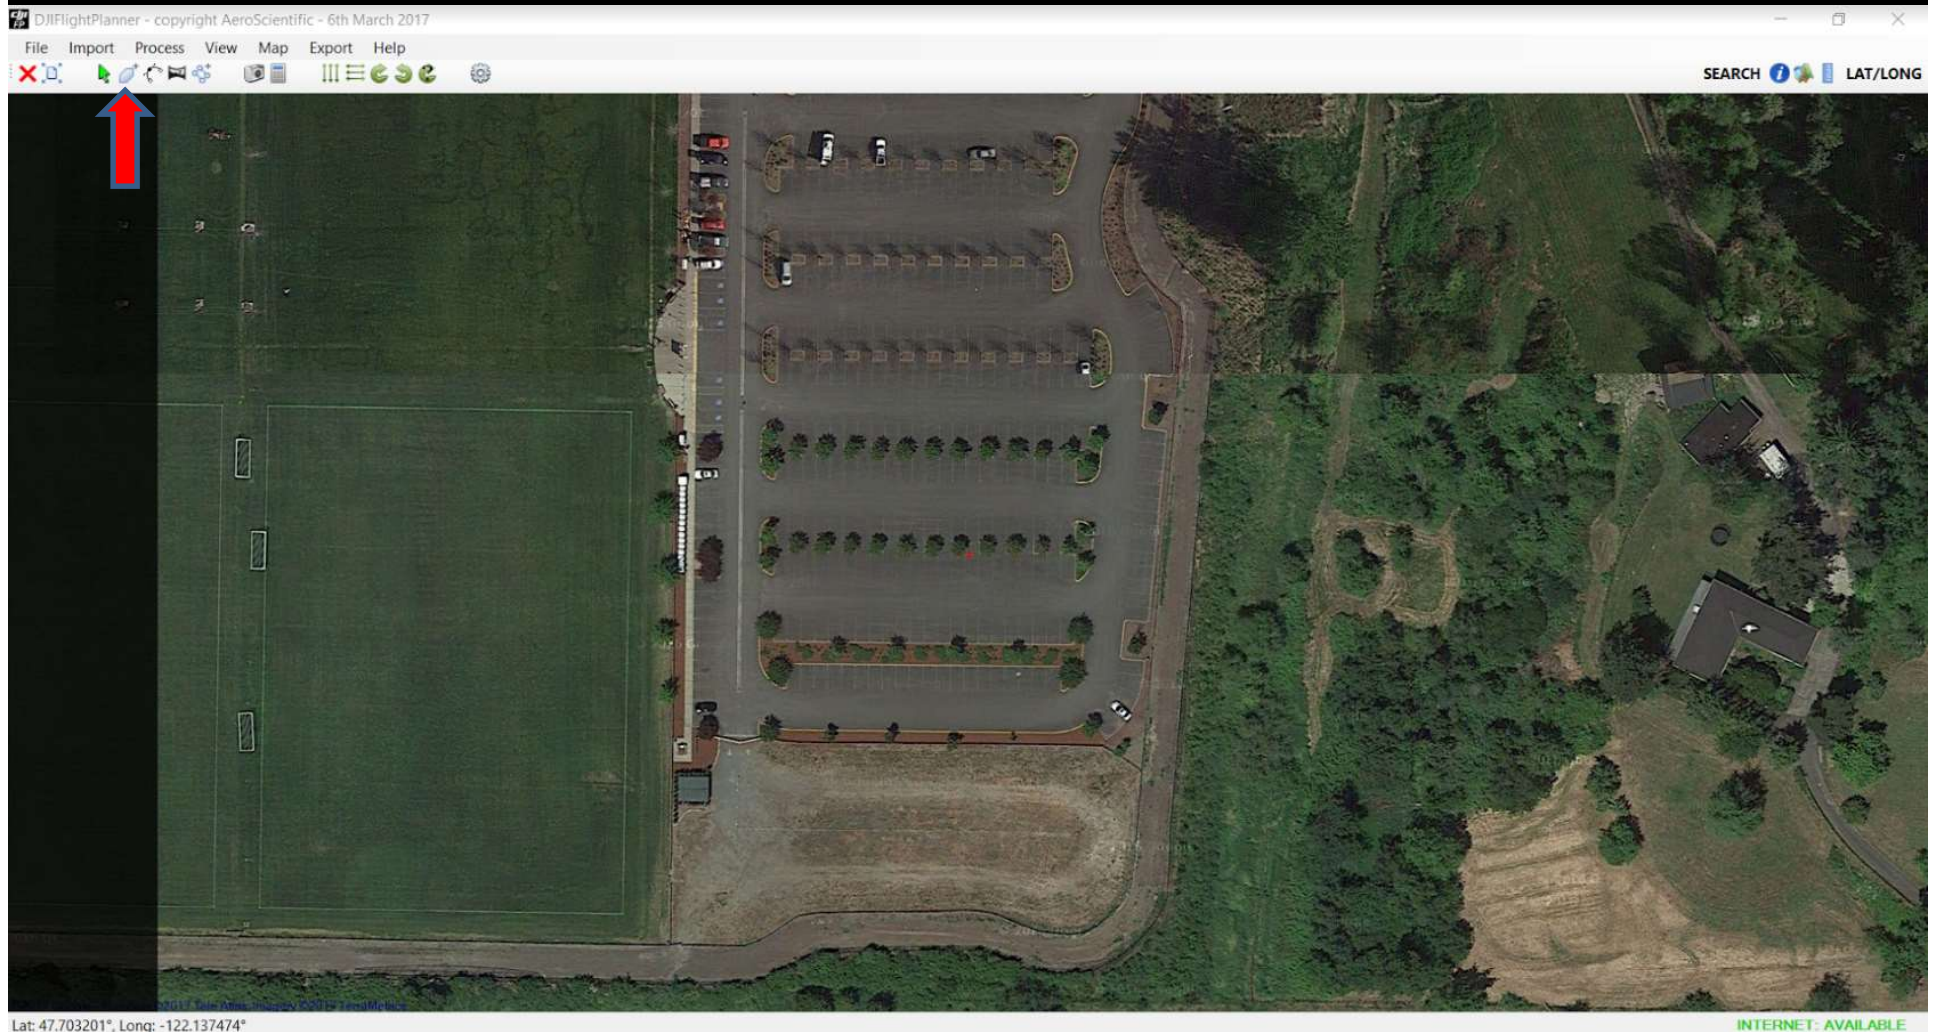 DJIFlightPlanner - copyright AeroScientific - 6th March 2017
File Import Process View Map Export Help
SEARCH LAT/LONG
Lat: 47.703201°, Long: -122.137474°
INTERNET: AVAILABLE